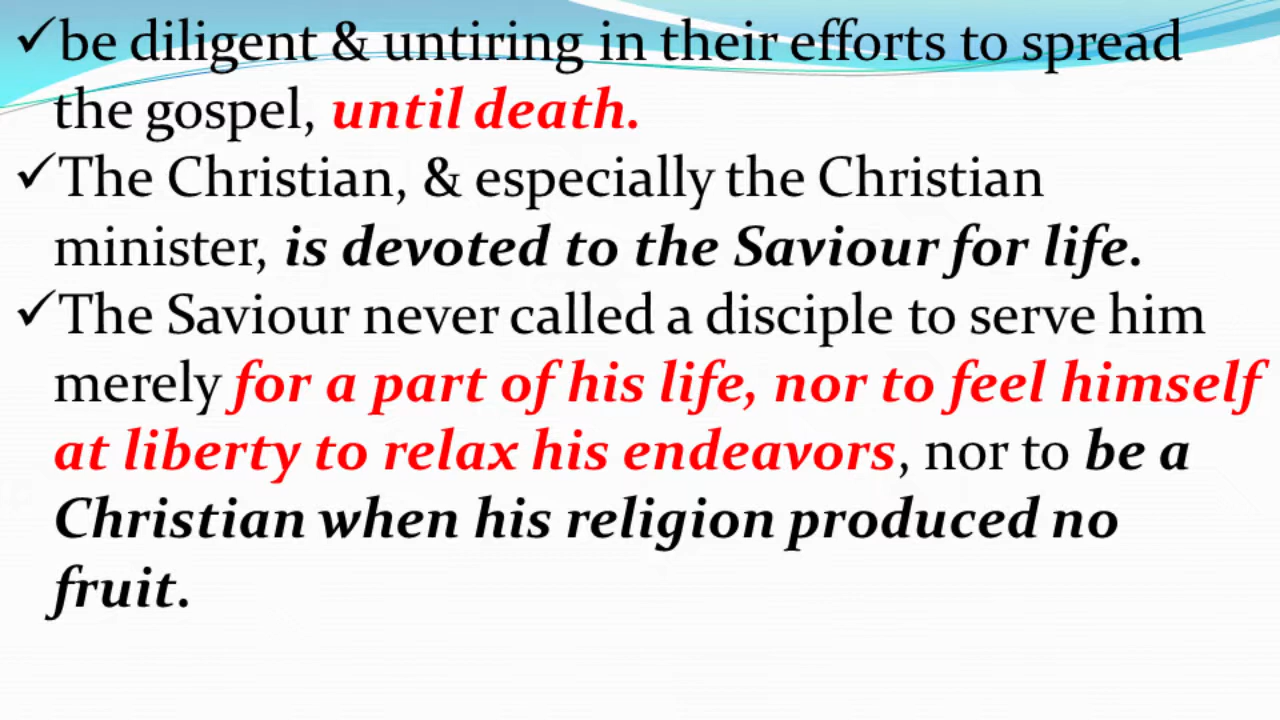 ✓be diligent & untiring in their efforts to spread
the gospel, until death.
✓The Christian, & especially the Christian
minister, is devoted to the Saviour for life.
✓The Saviour never called a disciple to serve him
merely for a part of his life, nor to feel himself
at liberty to relax his endeavors, nor to be a
Christian when his religion produced no
fruit.